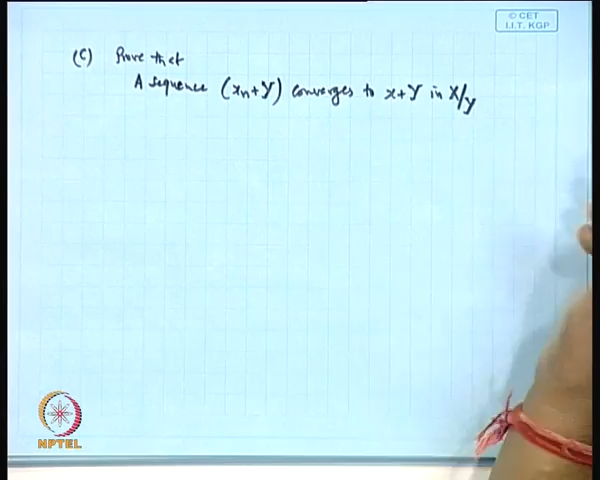 © CET
I.I.T. KGP
(C) Prove that
A sequence (xn+Y) converges to x+Y in X/Y
NPTEL